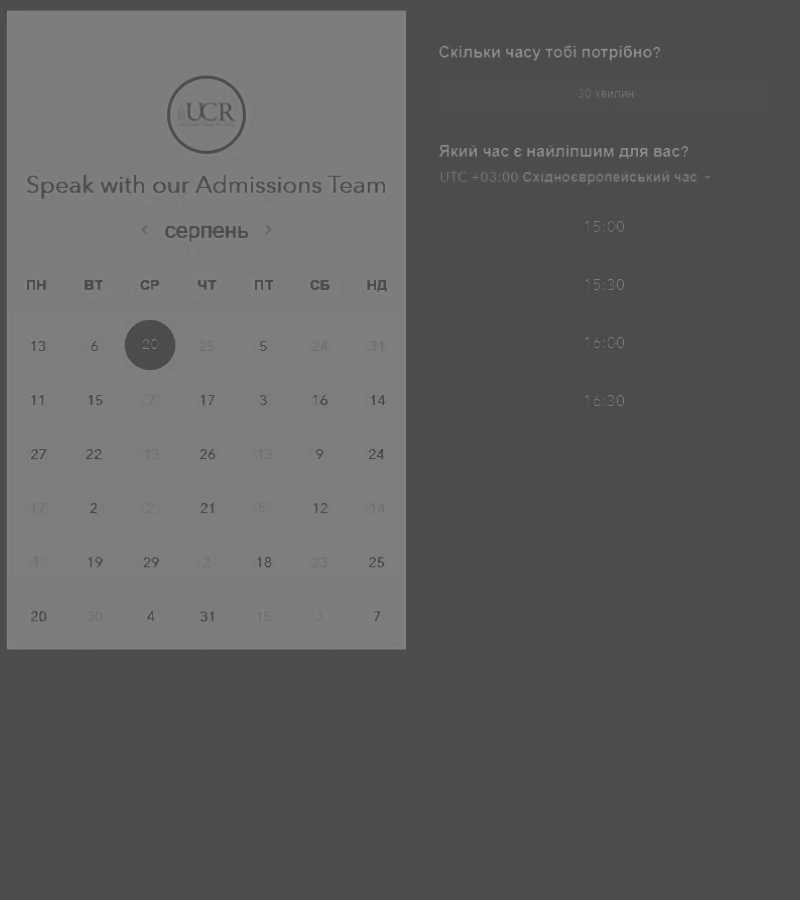 UCR
Speak with our Admissions Team
< серпень >
ПН ВТ СР ЧТ ПТ СБ НД
13 6 20 25 5 24 31
11 15 7 17 3 16 14
27 22 13 26 13 9 24
17 2 2 21 5 12 14
1 19 29 2 18 23 25
20 30 4 31 15 3 7
Скільки часу тобі потрібно?
30 хвилин
Який час є найліпшим для вас?
UTC +03:00 Східноєвропейський час
15:00
15:30
16:00
16:30